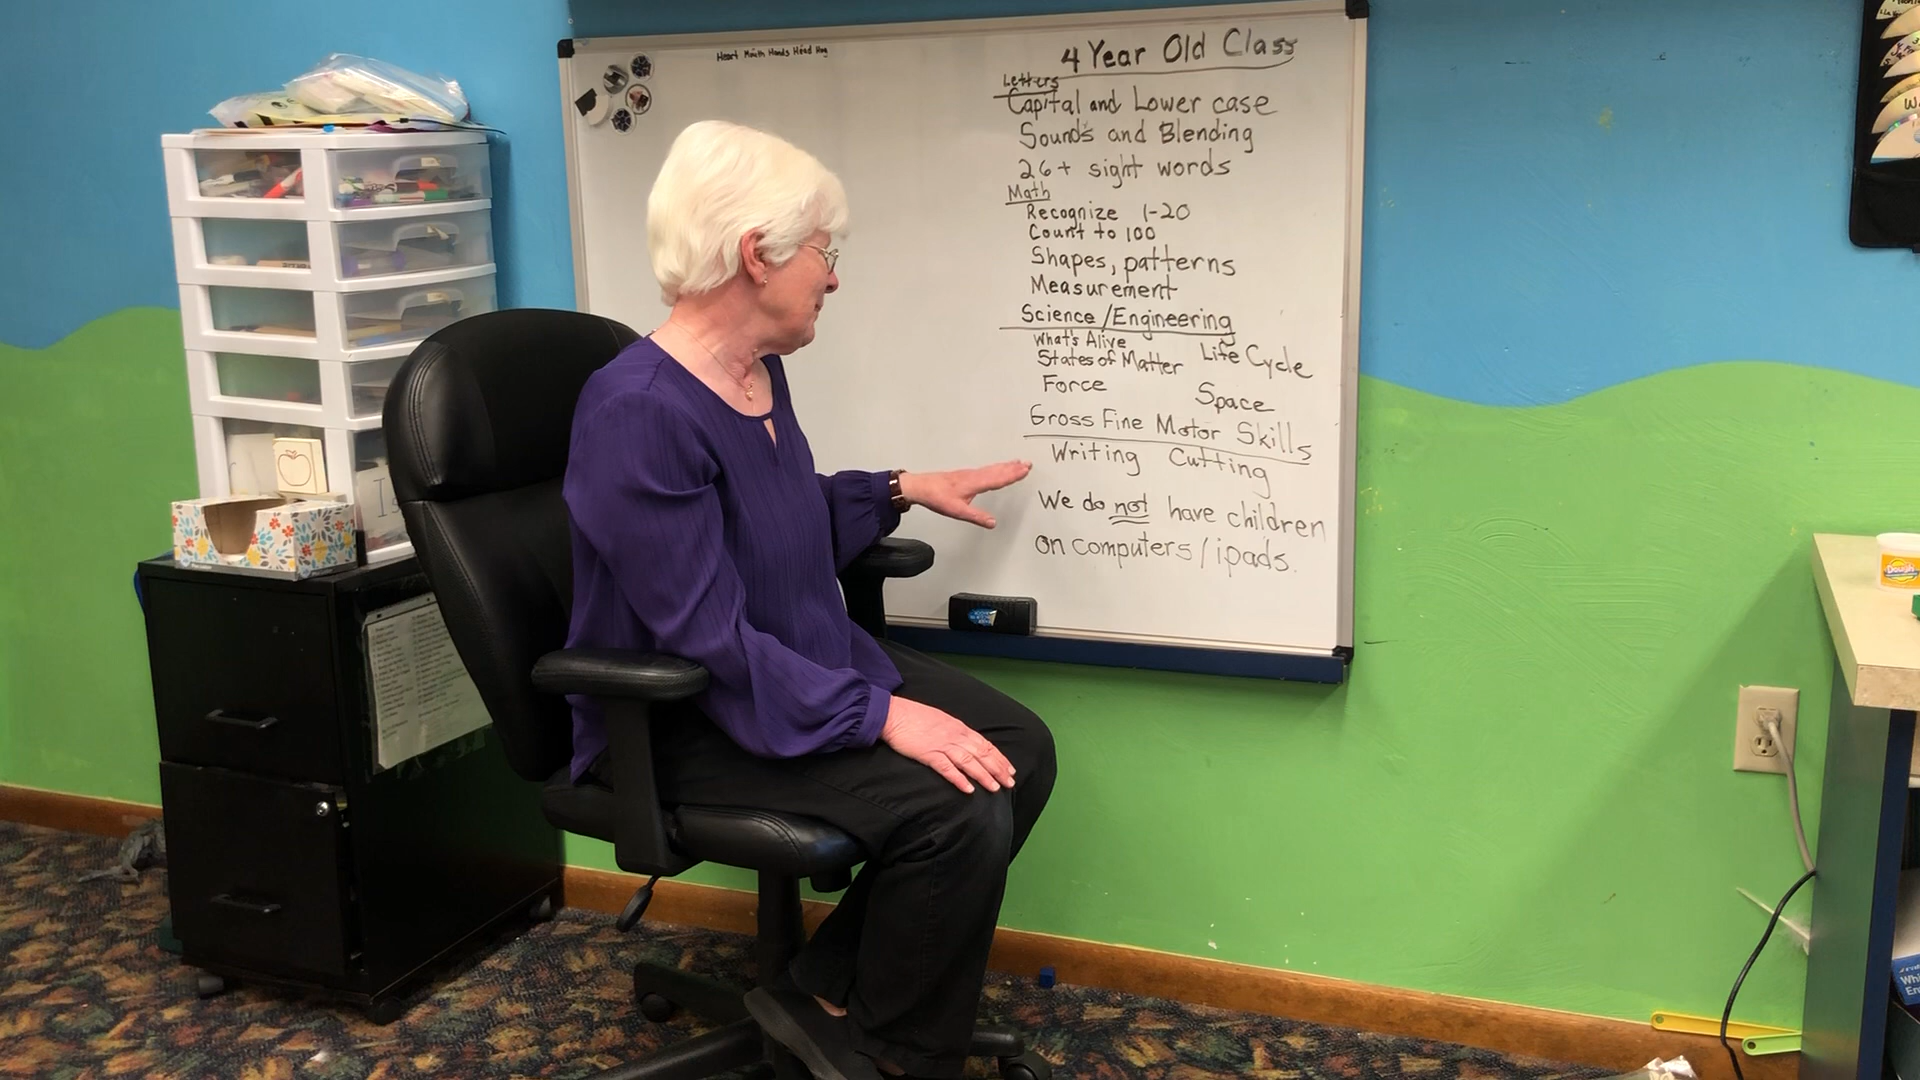 Heart Mouth Hands Head Hug
4 Year Old Class
Letters
Capital and Lower case
Sounds and Blending
26+ sight words
Math
Recognize 1-20
Count to 100
Shapes, patterns
Measurement
Science/Engineering
What's Alive
States of Matter Life Cycle
Force Space
Gross Fine Motor Skills
Writing Cutting
We do not have children
on computers/ipads.